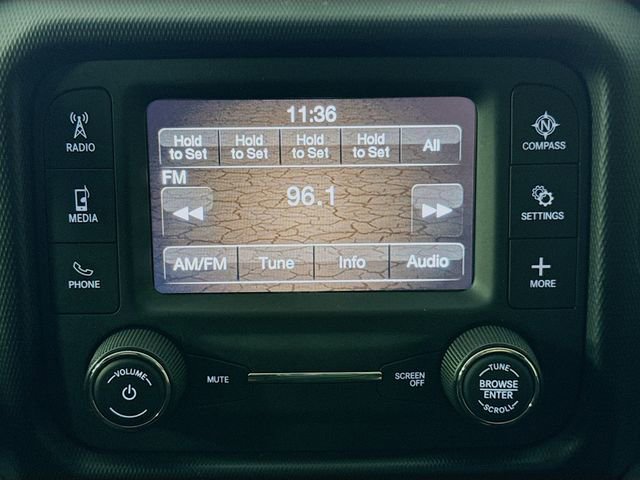 11:36
Hold to Set
Hold to Set
Hold to Set
Hold to Set
All
FM
96.1
AM/FM
Tune
Info
Audio
RADIO
MEDIA
PHONE
COMPASS
SETTINGS
MORE
VOLUME
MUTE
SCREEN
OFF
TUNE
BROWSE
ENTER
SCROLL